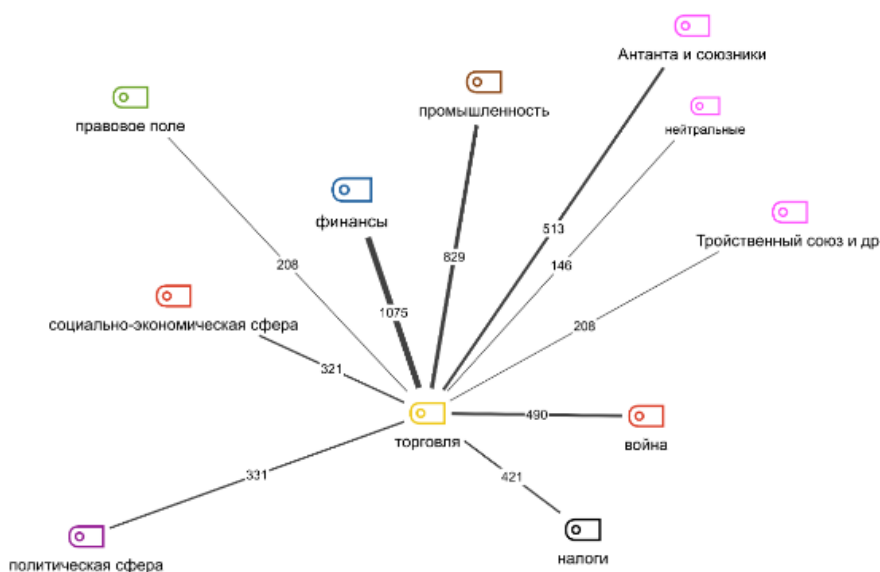 Антанта и союзники
промышленность
правовое поле
нейтральные
финансы
513
Тройственный союз и др
829
208
146
социально-экономическая сфера
1075
208
321
490
торговля
война
331
421
налоги
политическая сфера